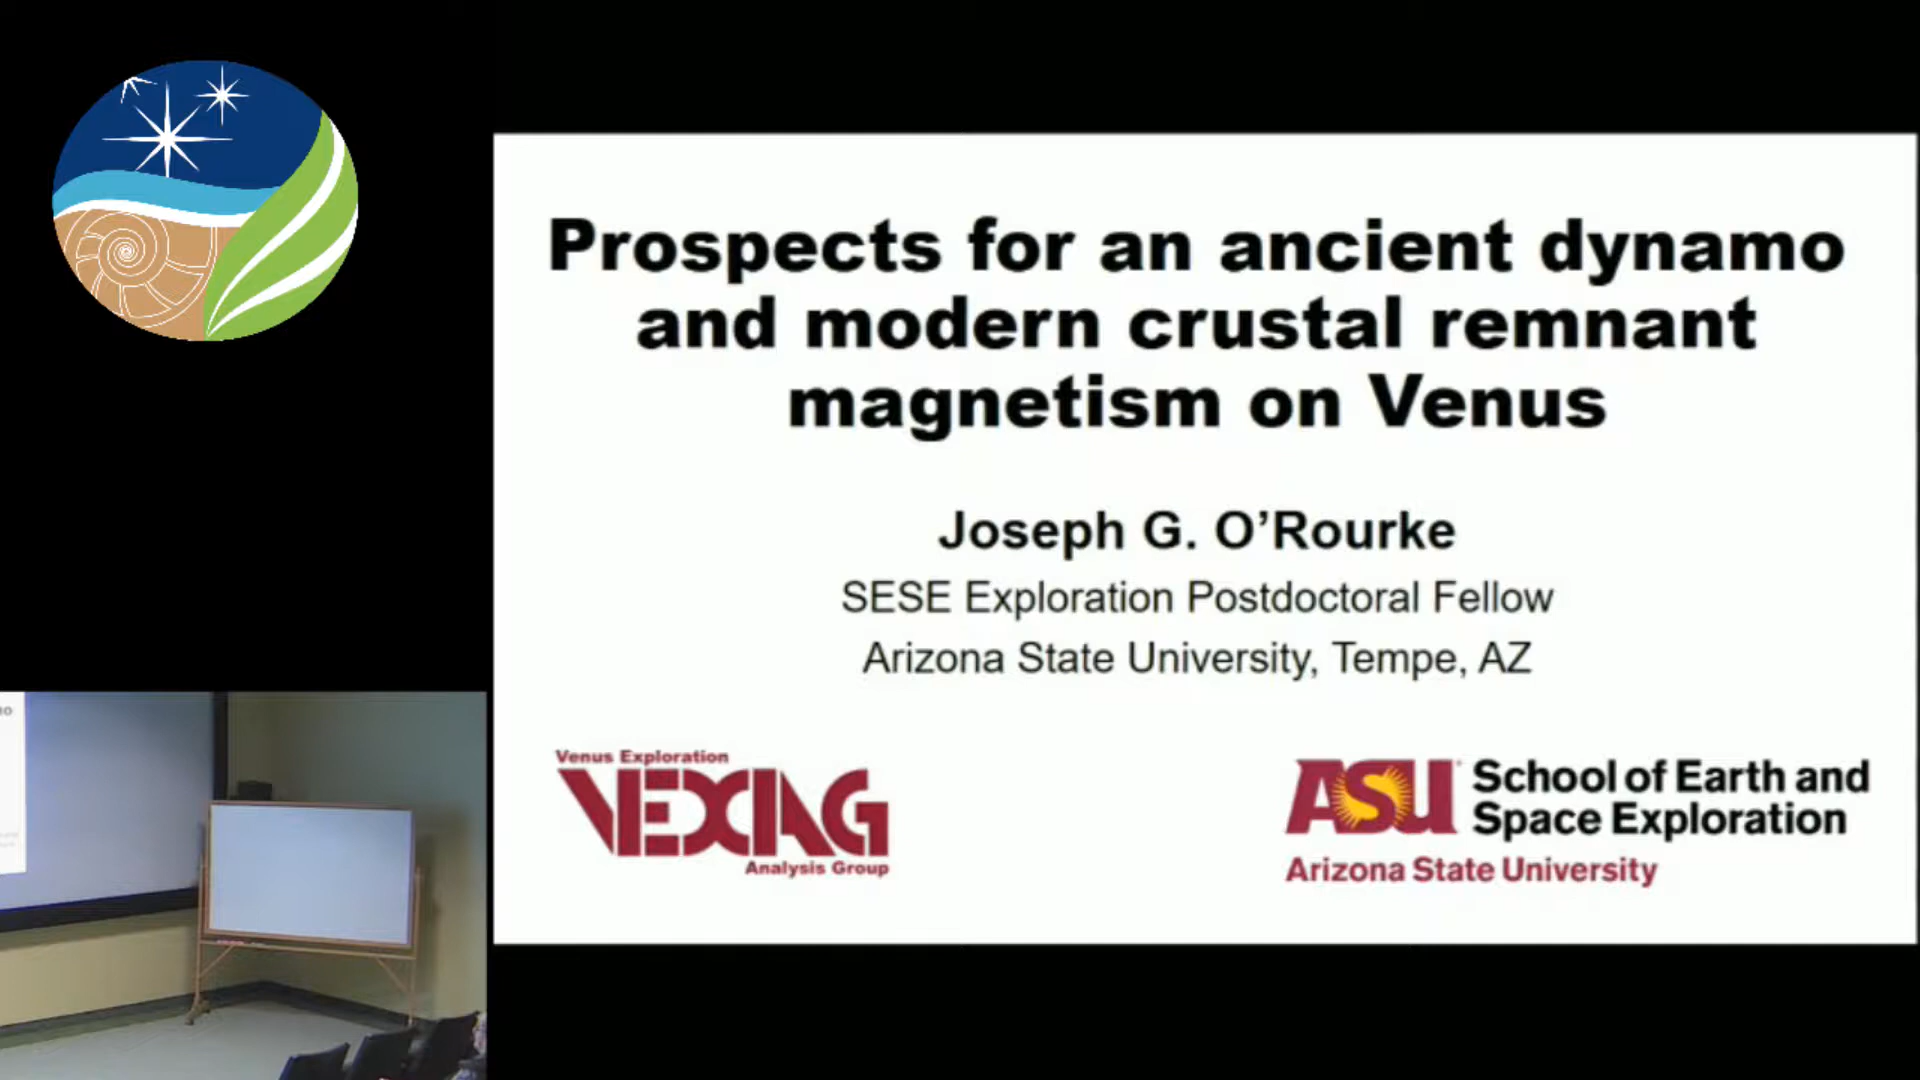 Prospects for an ancient dynamo
and modern crustal remnant
magnetism on Venus
Joseph G. O'Rourke
SESE Exploration Postdoctoral Fellow
Arizona State University, Tempe, AZ
Venus Exploration
VEXAG
Analysis Group
ASU School of Earth and
Space Exploration
Arizona State University